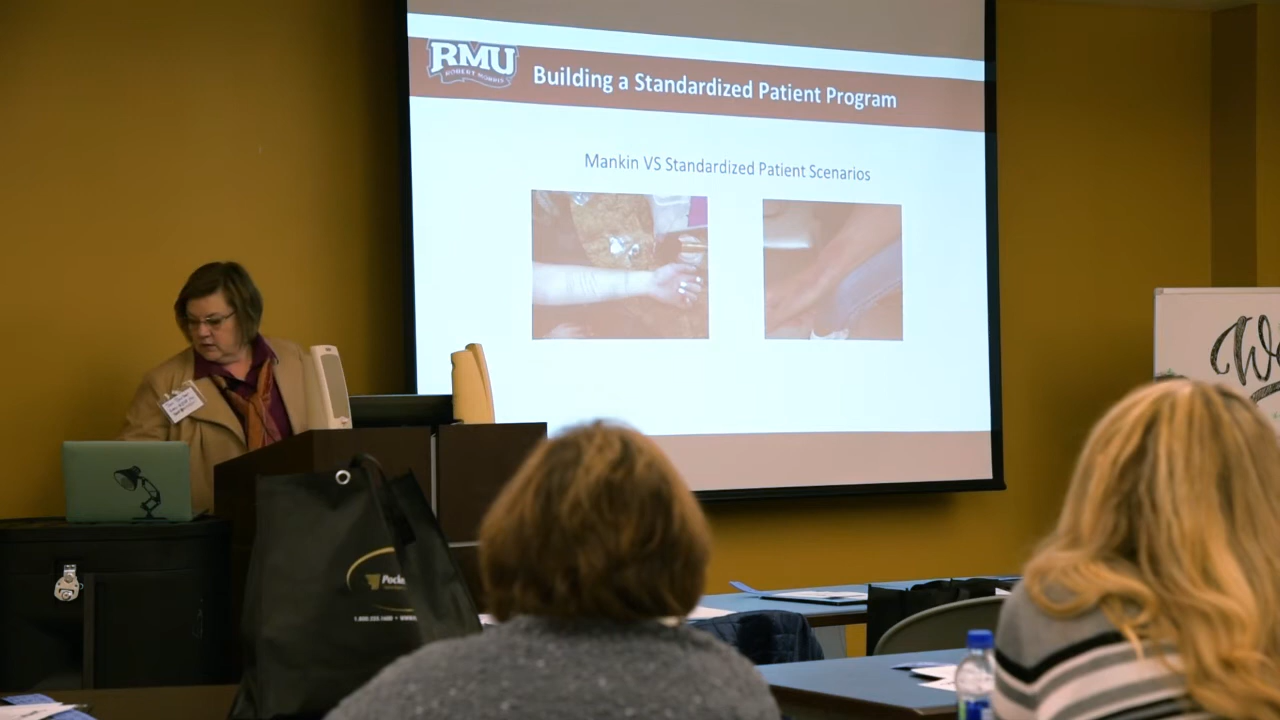 RMU
ROBERT MORRIS
Building a Standardized Patient Program
Mankin VS Standardized Patient Scenarios